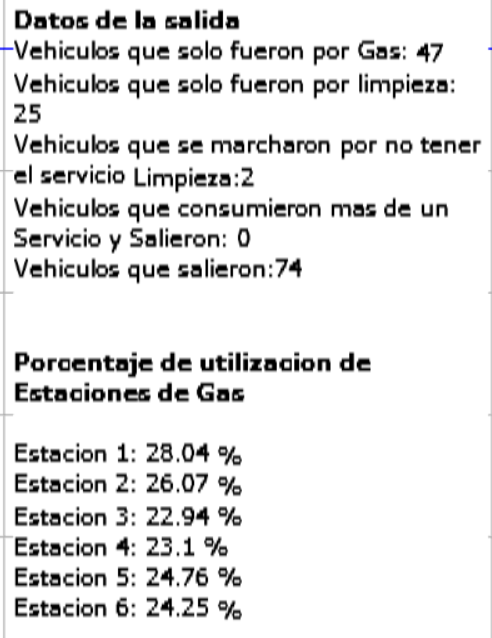 Datos de la salida
Vehiculos que solo fueron por Gas: 47
Vehiculos que solo fueron por limpieza:
25
Vehiculos que se marcharon por no tener
el servicio Limpieza:2
Vehiculos que consumieron mas de un
Servicio y Salieron: 0
Vehiculos que salieron:74
Porcentaje de utilizacion de
Estaciones de Gas
Estacion 1: 28.04 %
Estacion 2: 26.07 %
Estacion 3: 22.94 %
Estacion 4: 23.1 %
Estacion 5: 24.76 %
Estacion 6: 24.25 %